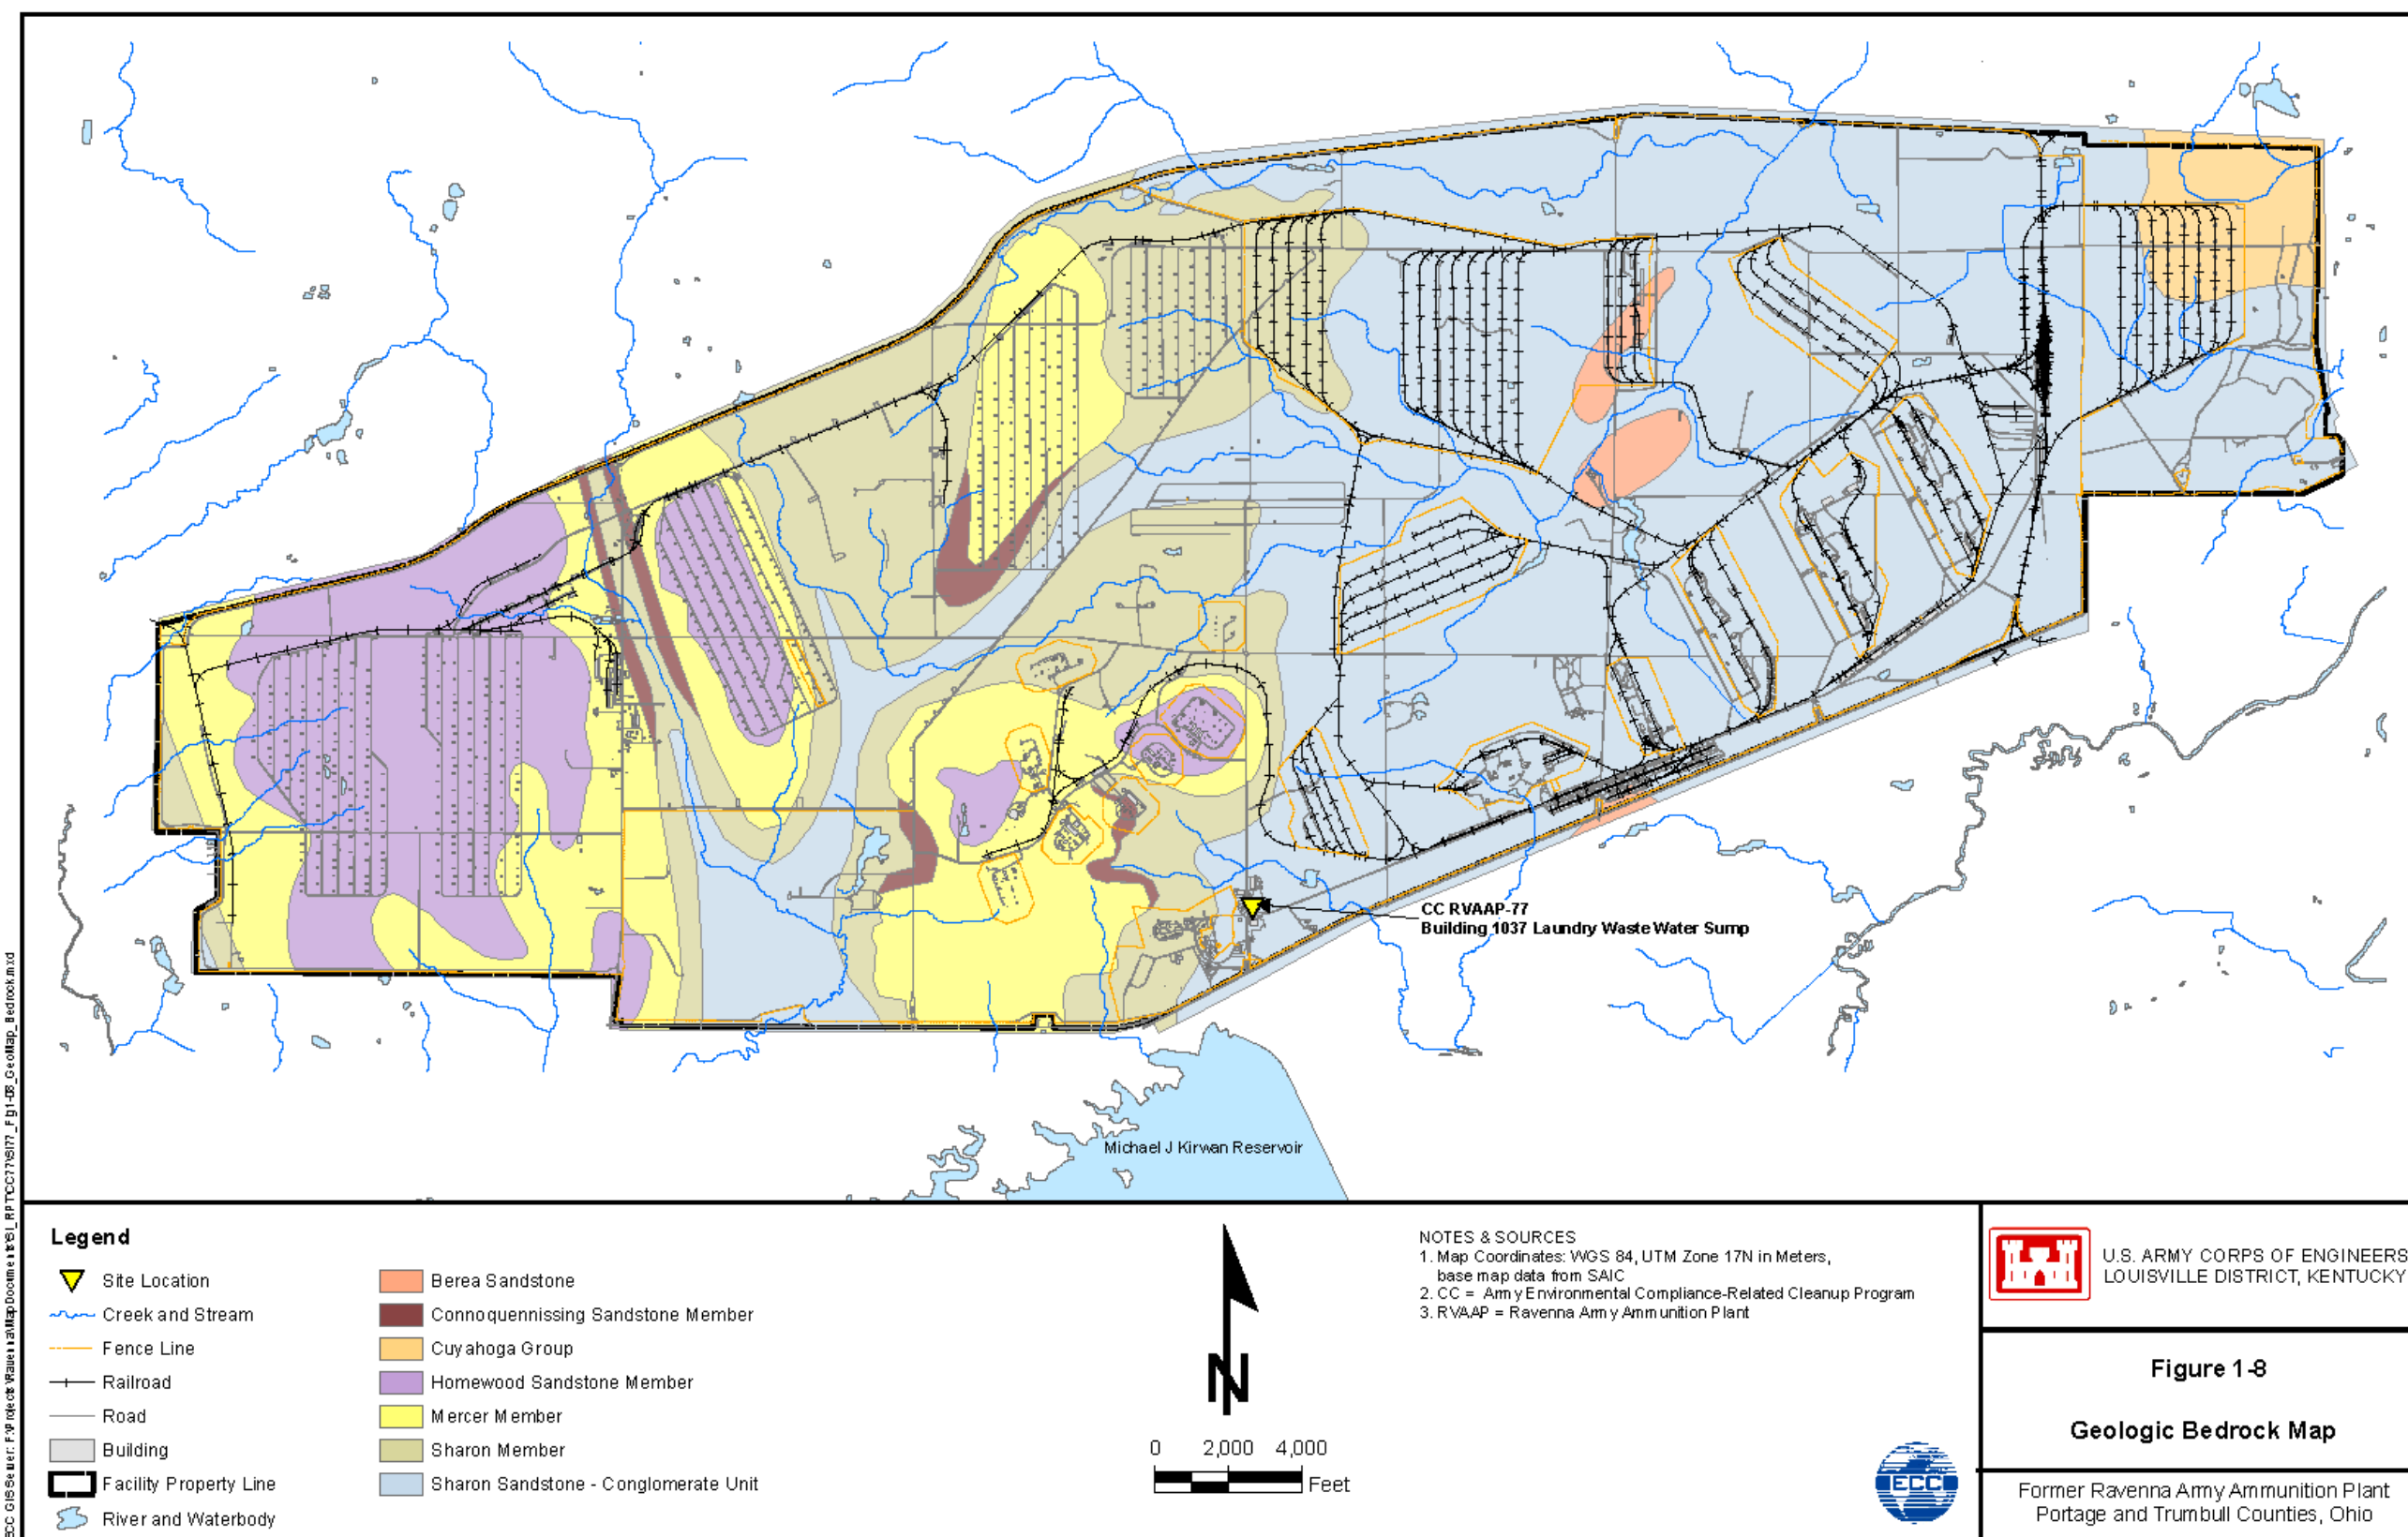 CC RVAAP-77
Building 1037 Laundry Waste Water Sump
Michael J Kirwan Reservoir
Legend
Site Location
Creek and Stream
Fence Line
Railroad
Road
Building
Facility Property Line
River and Waterbody
Berea Sandstone
Connoquennissing Sandstone Member
Cuyahoga Group
Homewood Sandstone Member
Mercer Member
Sharon Member
Sharon Sandstone - Conglomerate Unit
N
0 2,000 4,000
Feet
NOTES & SOURCES
1. Map Coordinates: WGS 84, UTM Zone 17N in Meters,
base map data from SAIC
2. CC = Army Environmental Compliance-Related Cleanup Program
3. RVAAP = Ravenna Army Ammunition Plant
ECC
U.S. ARMY CORPS OF ENGINEERS
LOUISVILLE DISTRICT, KENTUCKY
Figure 1-8
Geologic Bedrock Map
Former Ravenna Army Ammunition Plant
Portage and Trumbull Counties, Ohio